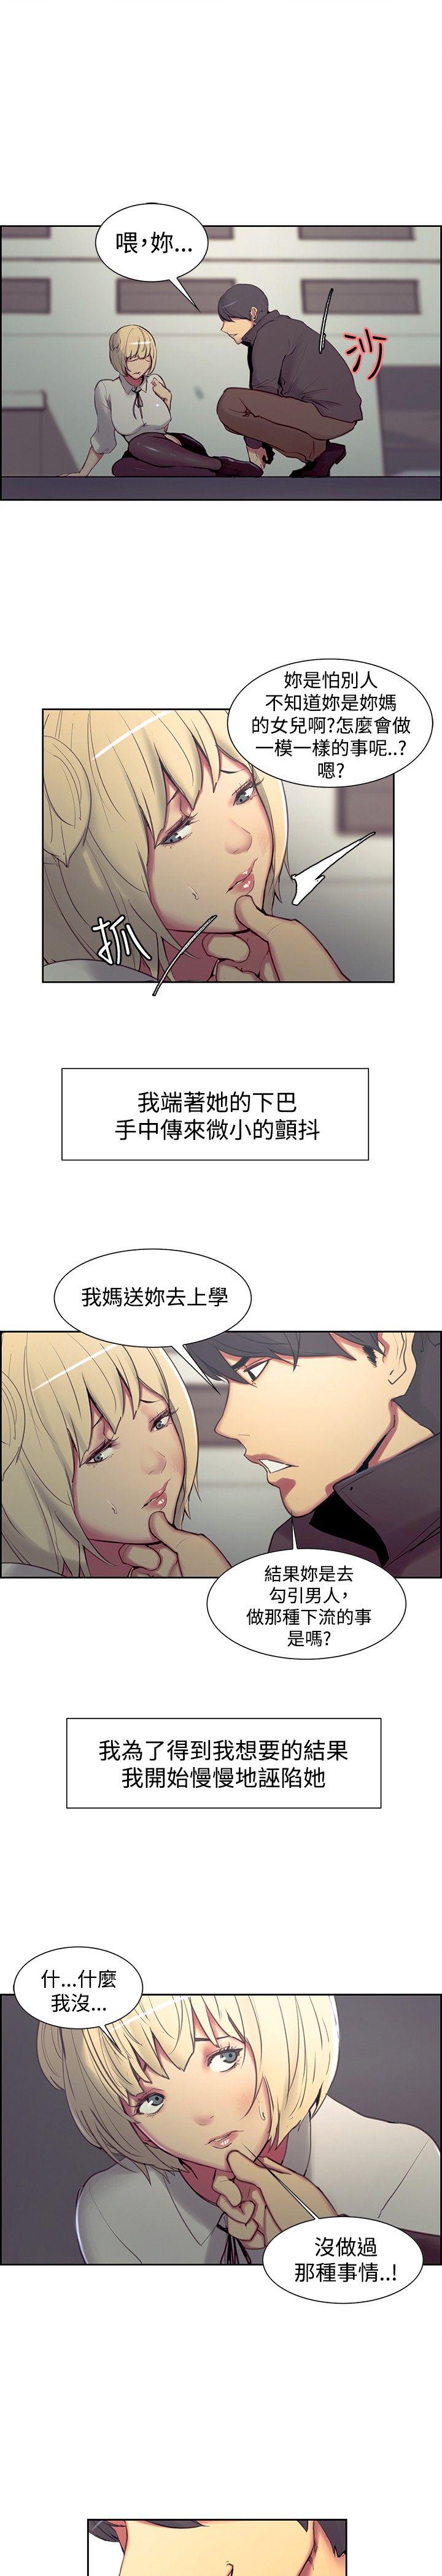 喂，妳...
沙
妳是怕別人
不知道妳是妳媽
的女兒啊?怎麼會做
一模一樣的事呢..?
嗯?
抓
我端著她的下巴
手中傳來微小的顫抖
我媽送妳去上學
結果妳是去
勾引男人，
做那種下流的事
是嗎?
我為了得到我想要的結果
我開始慢慢地誣陷她
什...什麼
我沒...
沒做過
那種事情..!